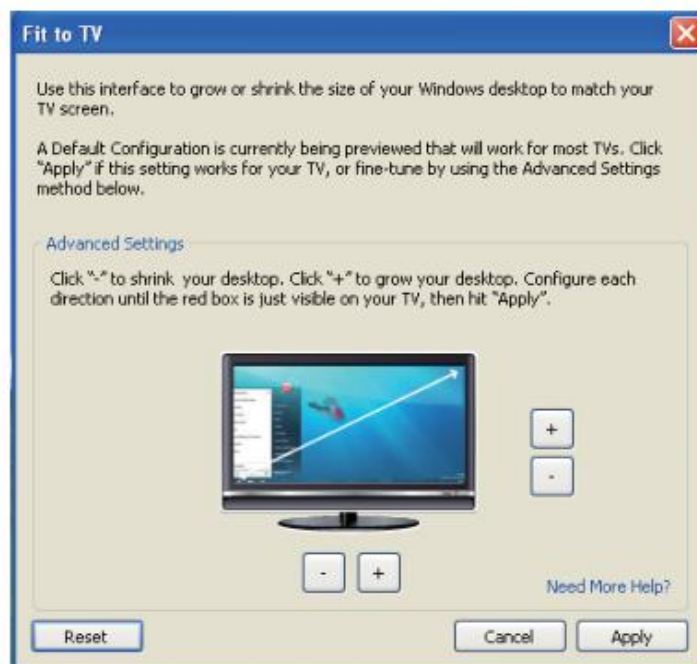 Fit to TV
Use this interface to grow or shrink the size of your Windows desktop to match your
TV screen.
A Default Configuration is currently being previewed that will work for most TVs. Click
“Apply” if this setting works for your TV, or fine-tune by using the Advanced Settings
method below.
Advanced Settings
Click “-” to shrink your desktop. Click “+” to grow your desktop. Configure each
direction until the red box is just visible on your TV, then hit “Apply”.
+
-
- +
Need More Help?
Reset Cancel Apply